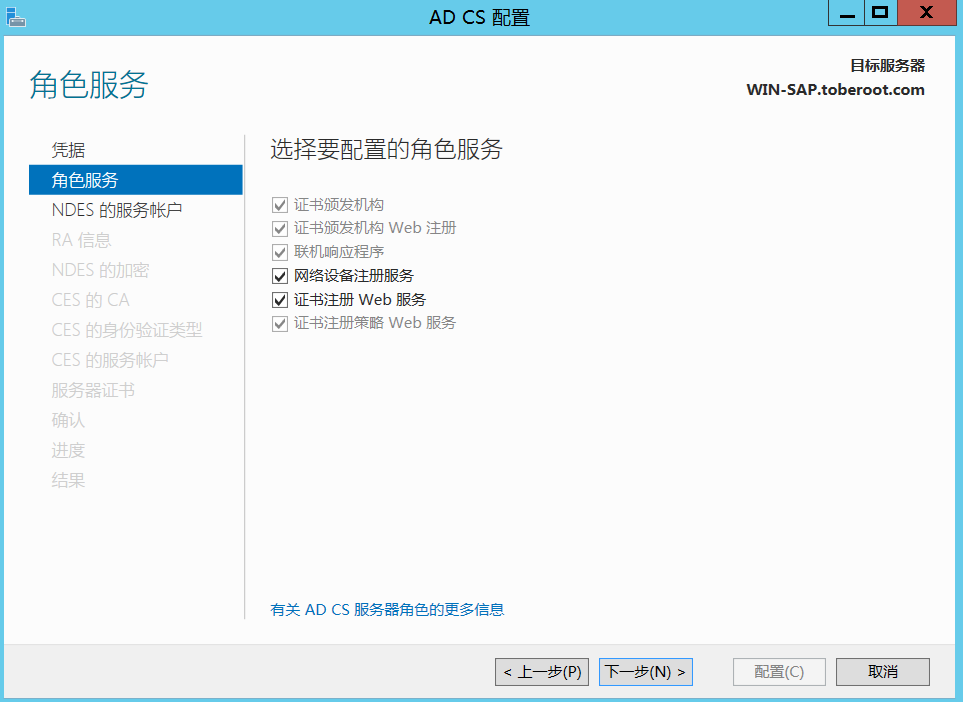 AD CS 配置
角色服务
目标服务器
WIN-SAP.toberoot.com
凭据
角色服务
NDES 的服务帐户
RA 信息
NDES 的加密
CES 的 CA
CES 的身份验证类型
CES 的服务帐户
服务器证书
确认
进度
结果
选择要配置的角色服务
证书颁发机构
证书颁发机构 Web 注册
联机响应程序
网络设备注册服务
证书注册 Web 服务
证书注册策略 Web 服务
有关 AD CS 服务器角色的更多信息
< 上一步(P)
下一步(N) >
配置(C)
取消